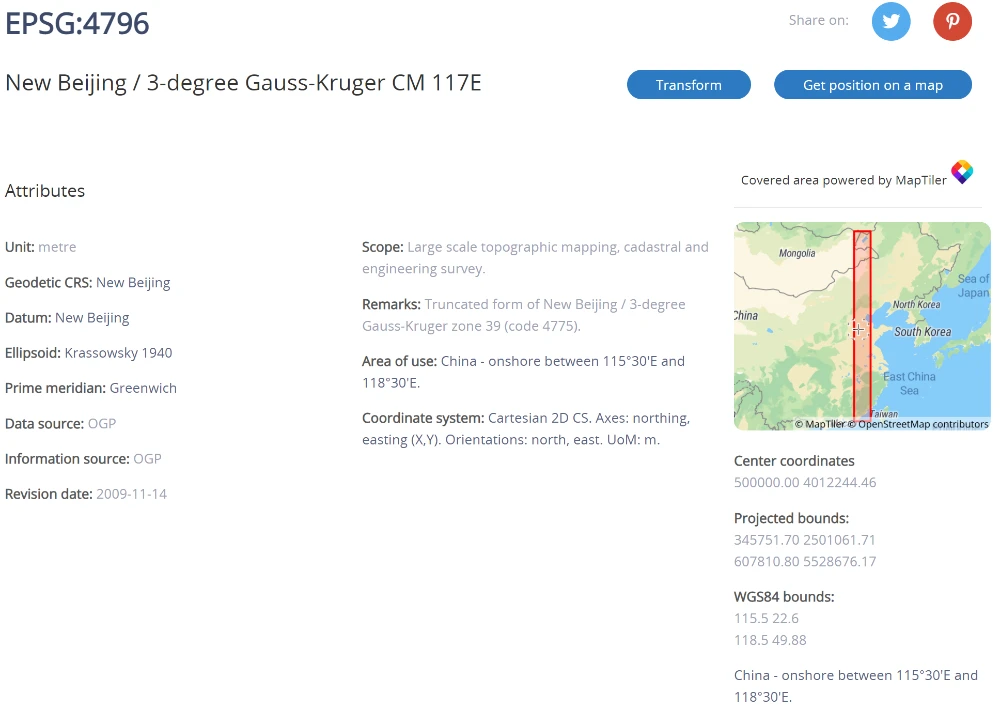 EPSG:4796
Share on:
New Beijing / 3-degree Gauss-Kruger CM 117E
Transform
Get position on a map
Attributes
Unit: metre
Geodetic CRS: New Beijing
Datum: New Beijing
Ellipsoid: Krassowsky 1940
Prime meridian: Greenwich
Data source: OGP
Information source: OGP
Revision date: 2009-11-14
Scope: Large scale topographic mapping, cadastral and
engineering survey.
Remarks: Truncated form of New Beijing / 3-degree
Gauss-Kruger zone 39 (code 4775).
Area of use: China - onshore between 115°30'E and
118°30'E.
Coordinate system: Cartesian 2D CS. Axes: northing,
easting (X,Y). Orientations: north, east. UoM: m.
Covered area powered by MapTiler
Mongolia
Sea of
Japan
North Korea
China
South Korea
East China
Sea
Taiwan
© MapTiler © OpenStreetMap contributors
Center coordinates
500000.00 4012244.46
Projected bounds:
345751.70 2501061.71
607810.80 5528676.17
WGS84 bounds:
115.5 22.6
118.5 49.88
China - onshore between 115°30'E and
118°30'E.